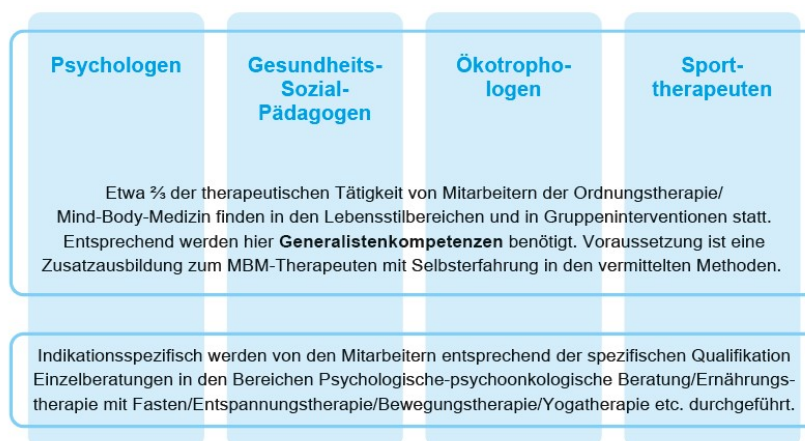 Psychologen
Gesundheits-
Sozial-
Pädagogen
Ökotropho-
logen
Sport-
therapeuten
Etwa ⅔ der therapeutischen Tätigkeit von Mitarbeitern der Ordnungstherapie/
Mind-Body-Medizin finden in den Lebensstilbereichen und in Gruppeninterventionen statt.
Entsprechend werden hier Generalistenkompetenzen benötigt. Voraussetzung ist eine
Zusatzausbildung zum MBM-Therapeuten mit Selbsterfahrung in den vermittelten Methoden.
Indikationsspezifisch werden von den Mitarbeitern entsprechend der spezifischen Qualifikation
Einzelberatungen in den Bereichen Psychologische-psychoonkologische Beratung/Ernährungs-
therapie mit Fasten/Entspannungstherapie/Bewegungstherapie/Yogatherapie etc. durchgeführt.